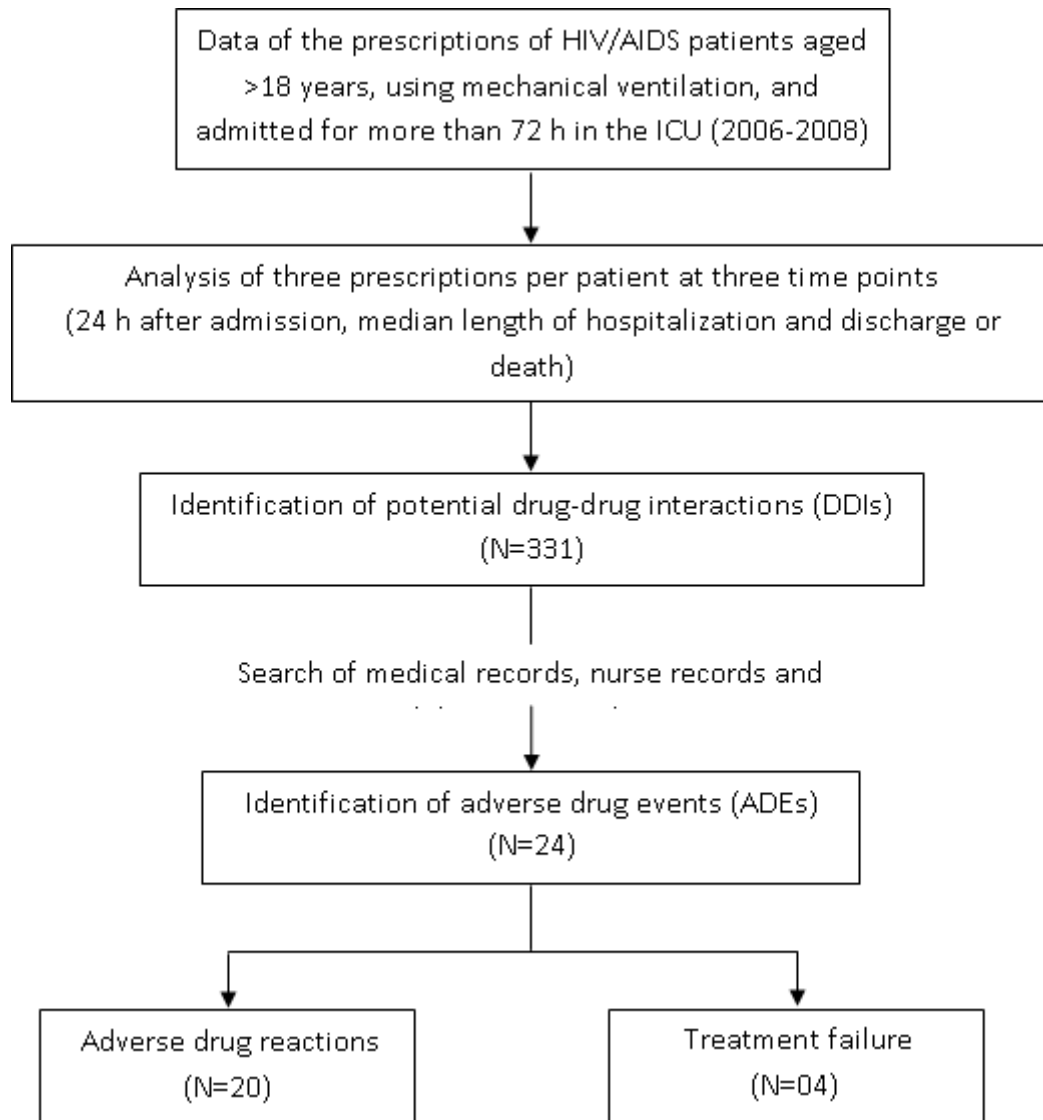 Data of the prescriptions of HIV/AIDS patients aged
>18 years, using mechanical ventilation, and
admitted for more than 72 h in the ICU (2006-2008)
Analysis of three prescriptions per patient at three time points
(24 h after admission, median length of hospitalization and discharge or
death)
Identification of potential drug-drug interactions (DDIs)
(N=331)
Search of medical records, nurse records and
Identification of adverse drug events (ADEs)
(N=24)
Adverse drug reactions
(N=20)
Treatment failure
(N=04)